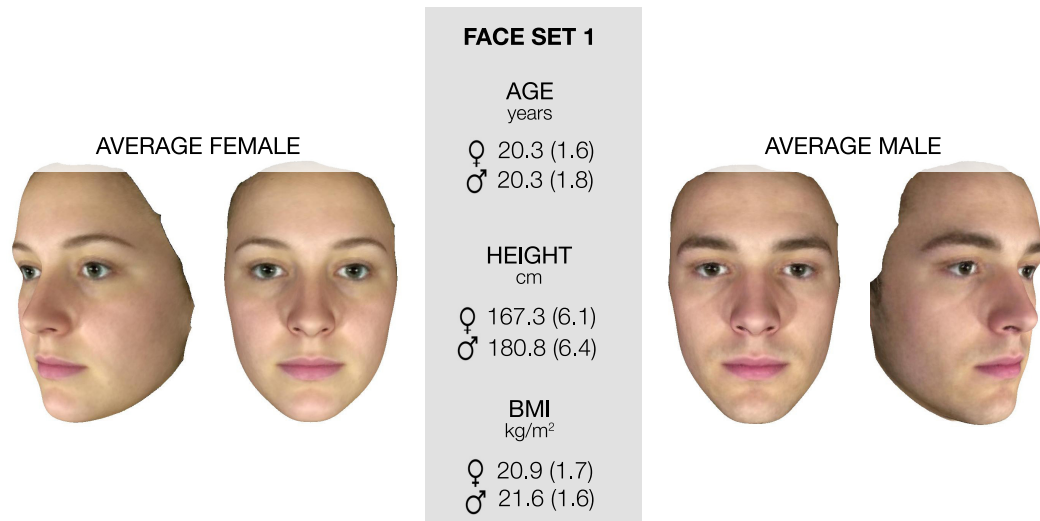 FACE SET 1
AGE
years
♀ 20.3 (1.6)
♂ 20.3 (1.8)
AVERAGE FEMALE
AVERAGE MALE
HEIGHT
cm
♀ 167.3 (6.1)
♂ 180.8 (6.4)
BMI
kg/m²
♀ 20.9 (1.7)
♂ 21.6 (1.6)